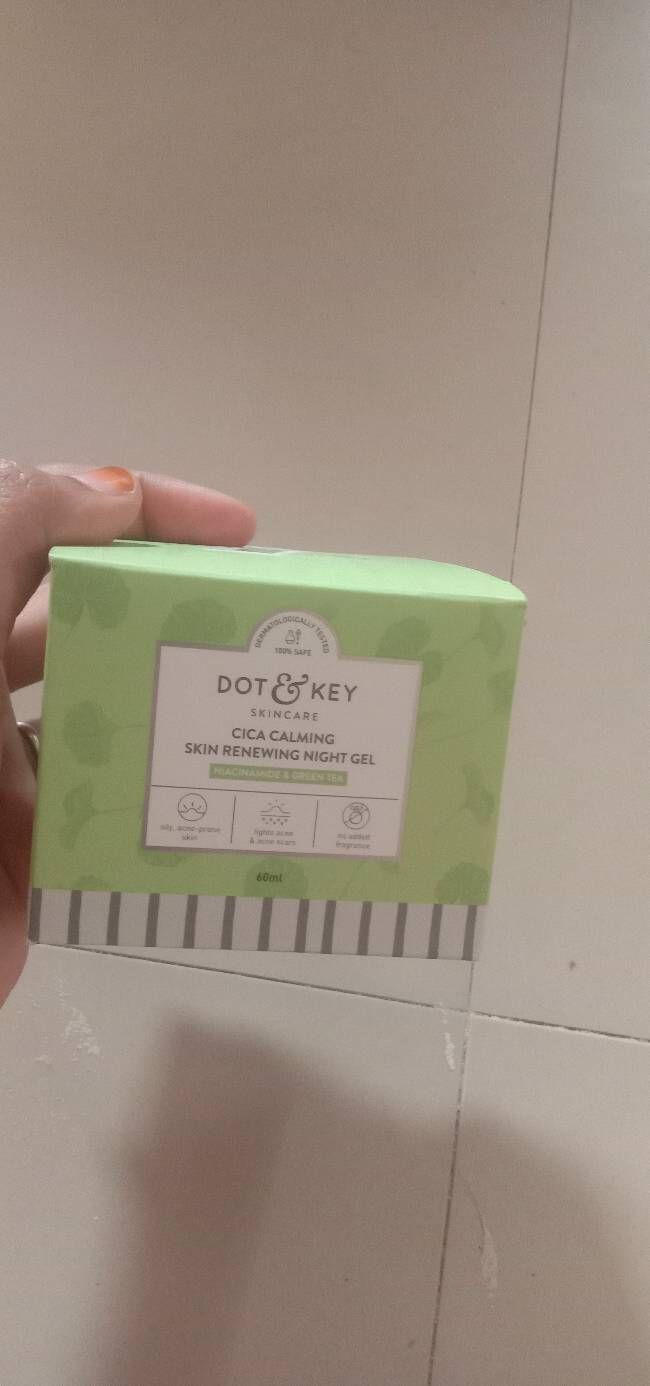 DERMATOLOGICALLY TESTED
100% SAFE
DOT & KEY
SKINCARE
CICA CALMING
SKIN RENEWING NIGHT GEL
NIACINAMIDE & GREEN TEA
oily, acne-prone
skin
fights acne
& acne scars
no added
fragrance
60ml